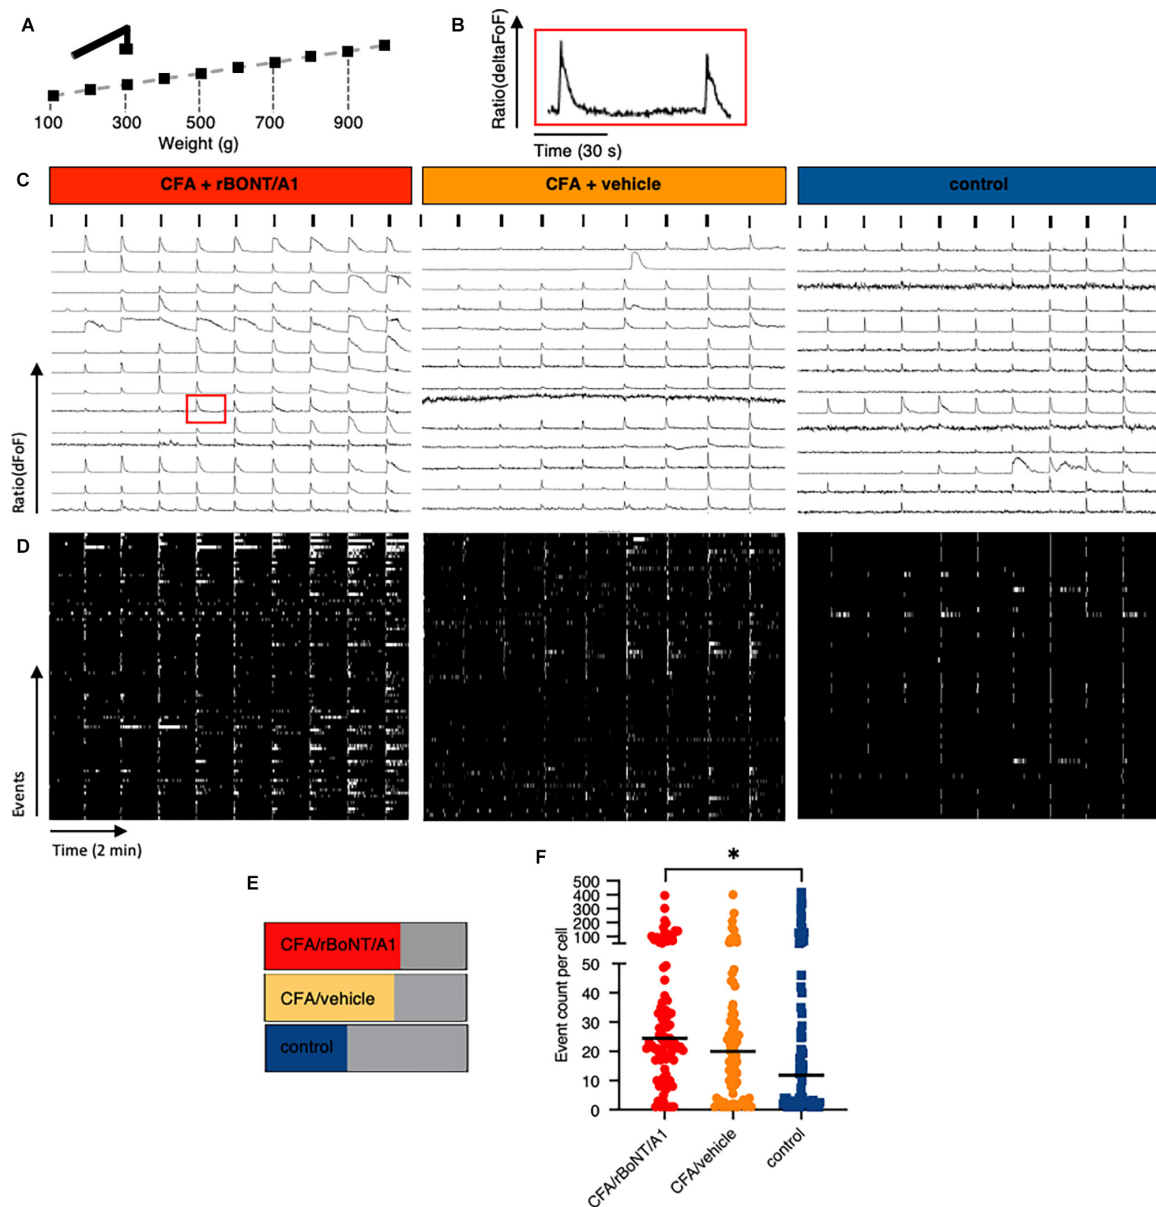 A
B
Ratio(deltaFoF)
100 300 500 700 900
Weight (g)
Time (30 s)
C
CFA + rBONT/A1
CFA + vehicle
control
Ratio(dFoF)
D
Events
Time (2 min)
E
CFA/rBoNT/A1
CFA/vehicle
control
F
*
Event count per cell
500
400
300
200
100
50
40
30
20
10
0
CFA/rBoNT/A1
CFA/vehicle
control